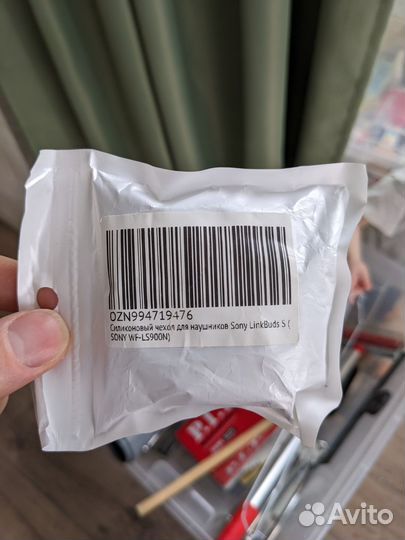 OZN994719476
Силиконовый чехол для наушников Sony LinkBuds S (
SONY WF-LS900N)
Avito